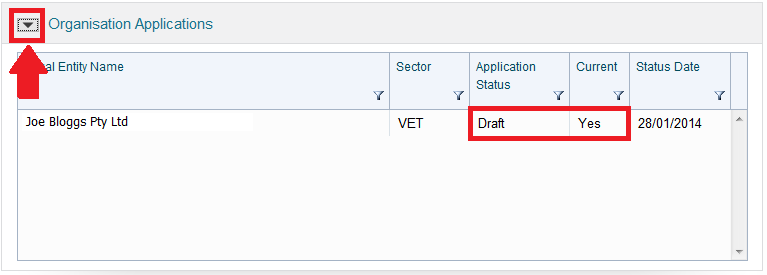 Organisation Applications
al Entity Name
Sector
Application
Status
Current
Status Date
Joe Bloggs Pty Ltd
VET
Draft
Yes
28/01/2014